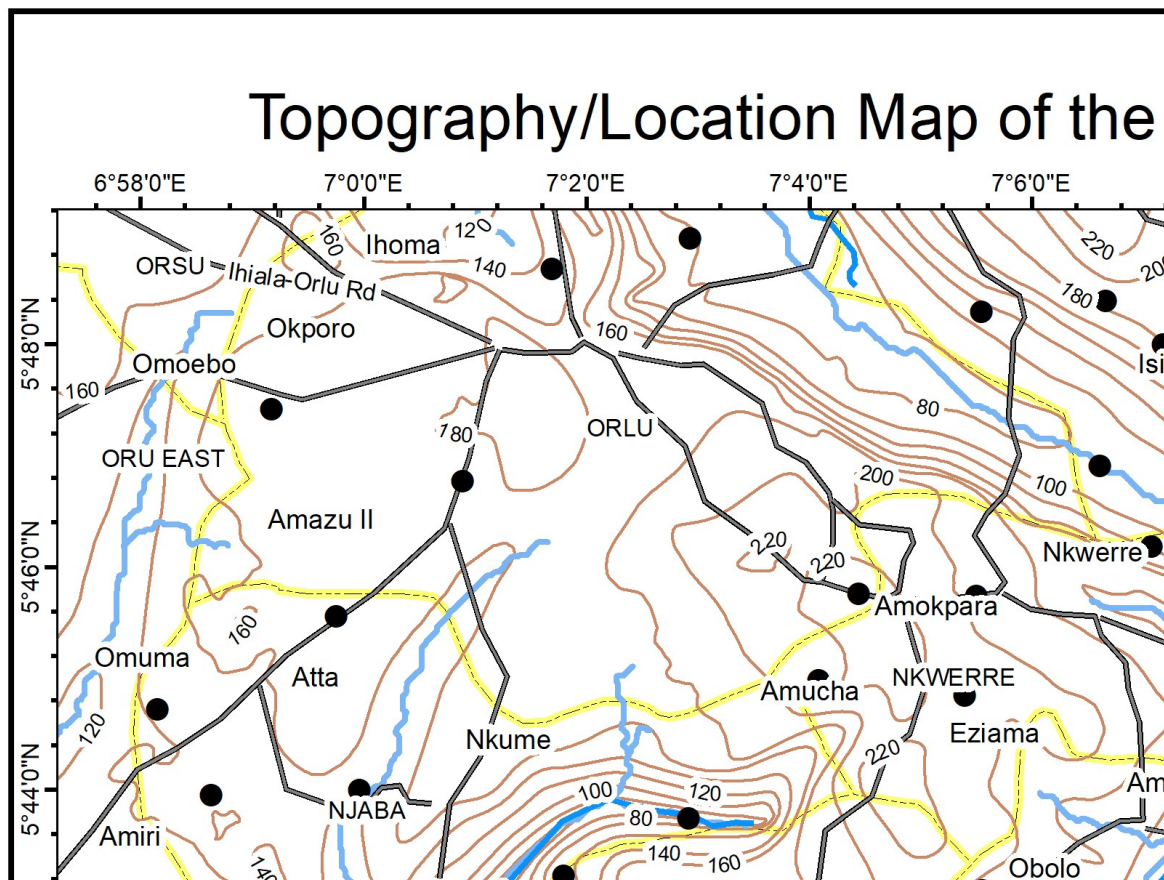 Topography/Location Map of the
6°58'0"E 7°0'0"E 7°2'0"E 7°4'0"E 7°6'0"E
160 Ihoma 120 220
ORSU Ihiala-Orlu Rd 140 200
180
5°48'0"N Okporo 160
Omoebo Isi
160 80
180 ORLU
ORU EAST
200 100
Amazu II
220
5°46'0"N 220 Nkwerre
Amokpara
160
Omuma Atta Amucha NKWERRE
120 Nkume Eziama
220
5°44'0"N 100 120 Am
NJABA 80
Amiri 140 160 Obolo
140